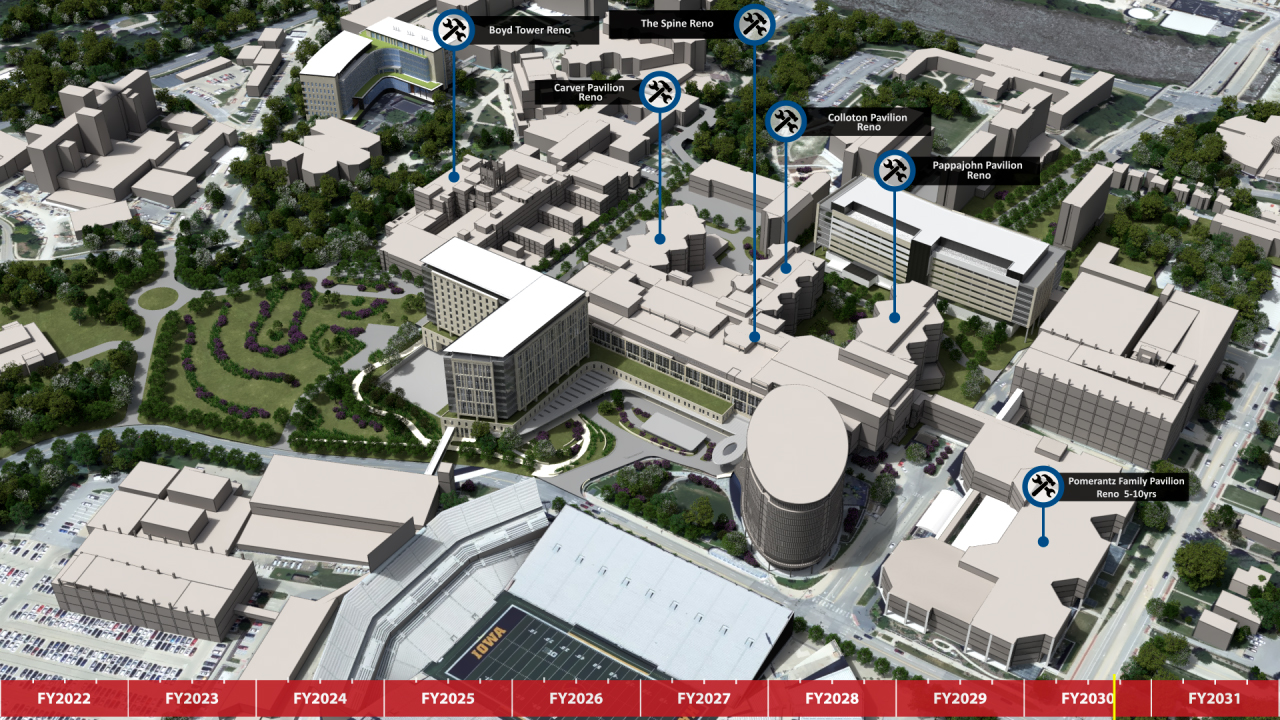 Boyd Tower Reno
The Spine Reno
Carver Pavilion
Reno
Colloton Pavilion
Reno
Pappajohn Pavilion
Reno
Pomerantz Family Pavilion
Reno 5-10yrs
IOWA
FY2022
FY2023
FY2024
FY2025
FY2026
FY2027
FY2028
FY2029
FY2030
FY2031